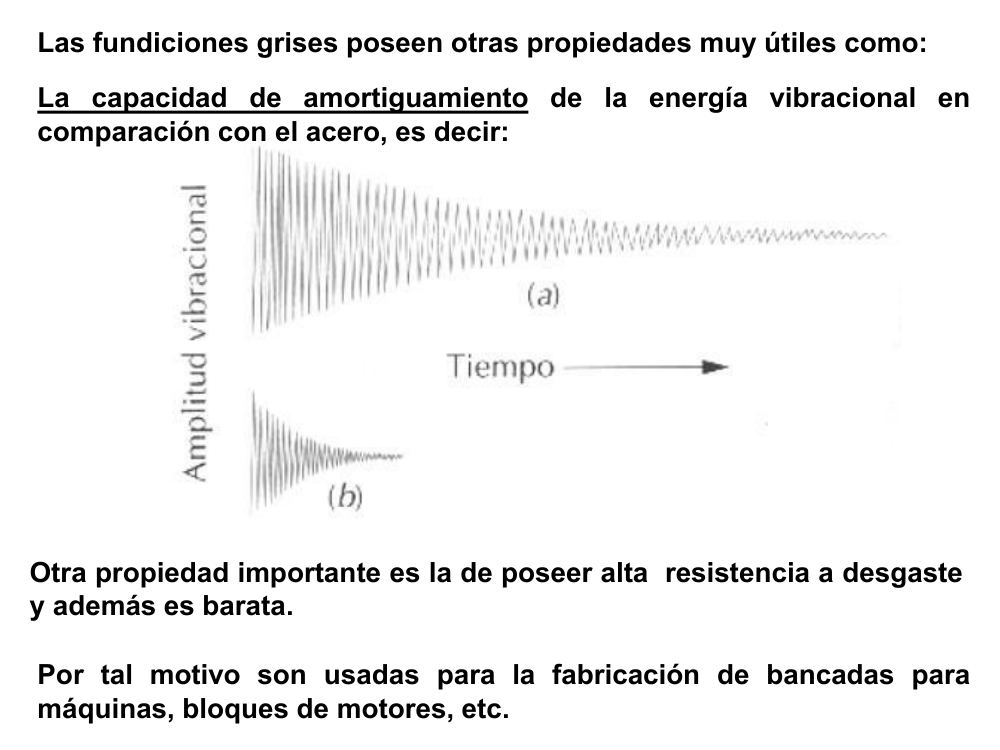 Las fundiciones grises poseen otras propiedades muy útiles como:
La capacidad de amortiguamiento de la energía vibracional en
comparación con el acero, es decir:
Amplitud vibracional
(a)
Tiempo
(b)
Otra propiedad importante es la de poseer alta resistencia a desgaste
y además es barata.
Por tal motivo son usadas para la fabricación de bancadas para
máquinas, bloques de motores, etc.